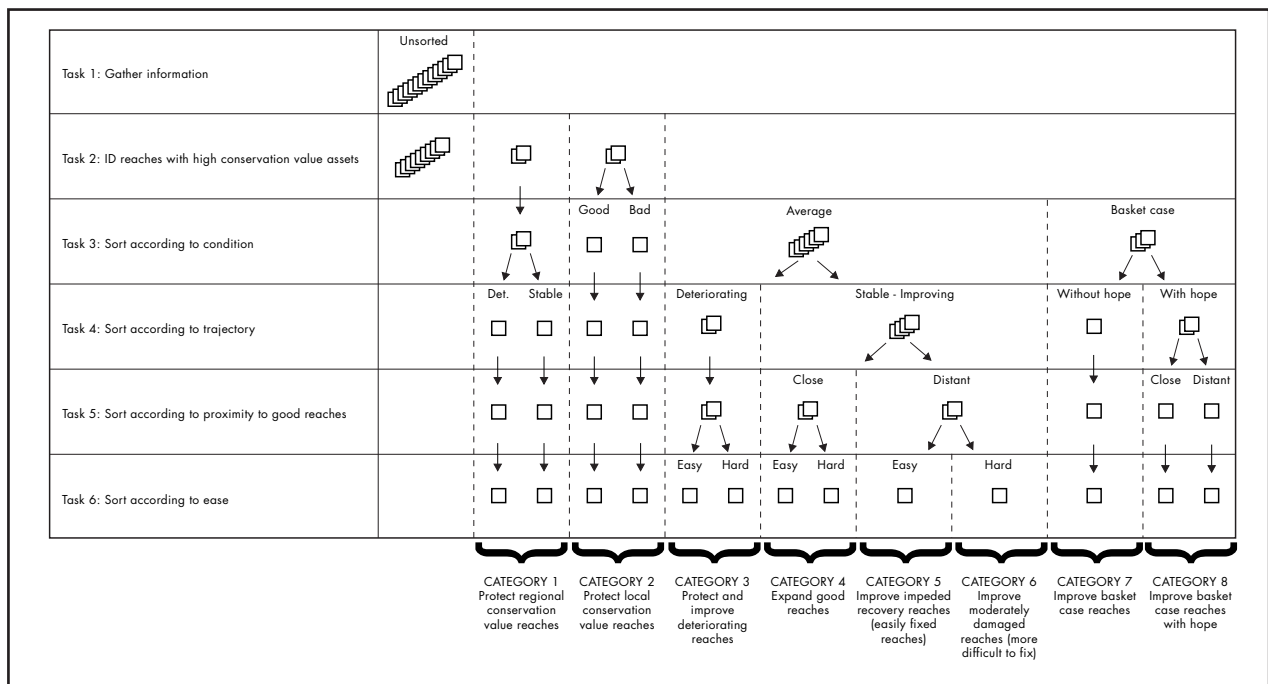 Unsorted
Task 1: Gather information
Task 2: ID reaches with high conservation value assets
Good Bad Average Basket case
Task 3: Sort according to condition
Det. Stable Deteriorating Stable - Improving Without hope With hope
Task 4: Sort according to trajectory
Close Distant Close Distant
Task 5: Sort according to proximity to good reaches
Easy Hard Easy Hard Easy Hard
Task 6: Sort according to ease
CATEGORY 1
Protect regional
conservation
value reaches
CATEGORY 2
Protect local
conservation
value reaches
CATEGORY 3
Protect and
improve
deteriorating
reaches
CATEGORY 4
Expand good
reaches
CATEGORY 5
Improve impeded
recovery reaches
(easily fixed
reaches)
CATEGORY 6
Improve
moderately
damaged
reaches (more
difficult to fix)
CATEGORY 7
Improve basket
case reaches
CATEGORY 8
Improve basket
case reaches
with hope